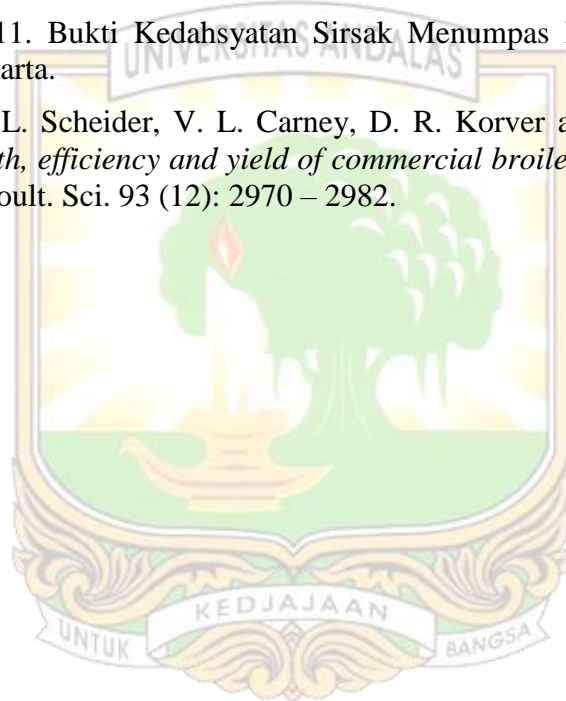 11. Bukti Kedahsyatan Sirsak Menumpas
UNIVERSITAS ANDALAS
arta.
L. Scheider, V. L. Carney, D. R. Korver
th, efficiency and yield of commercial
oult. Sci. 93 (12): 2970 – 2982.
KEDJAJAAN
UNTUK
BANGSA